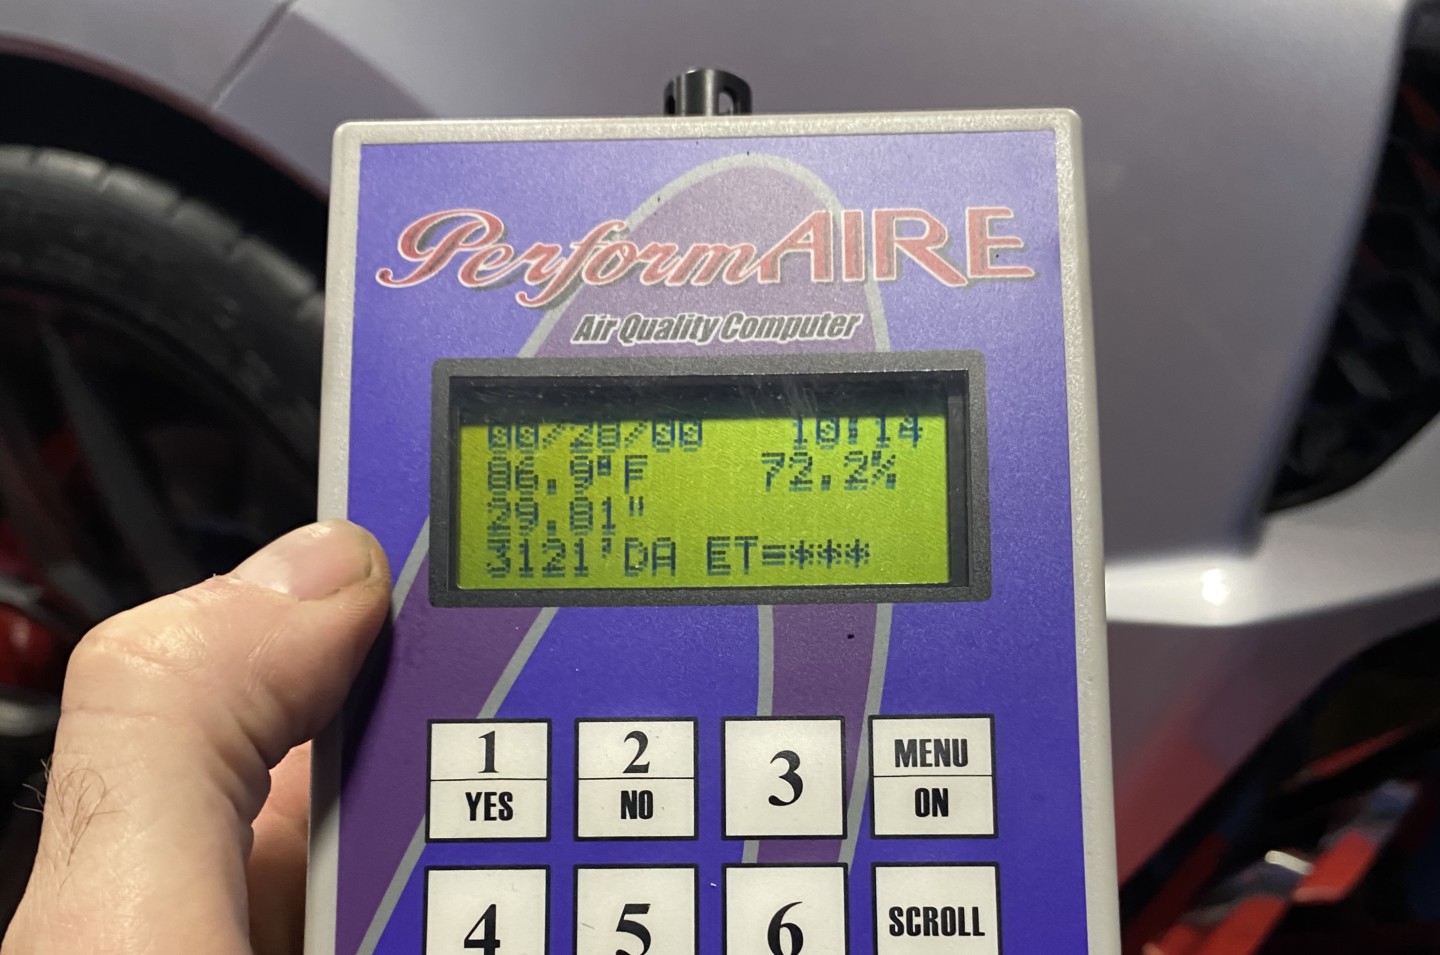 PerformAIRE
Air Quality Computer
10:14
86.9°F 72.2%
29.81"
3121'DA ET=***
1 2 3 MENU
YES NO ON
4 5 6 SCROLL